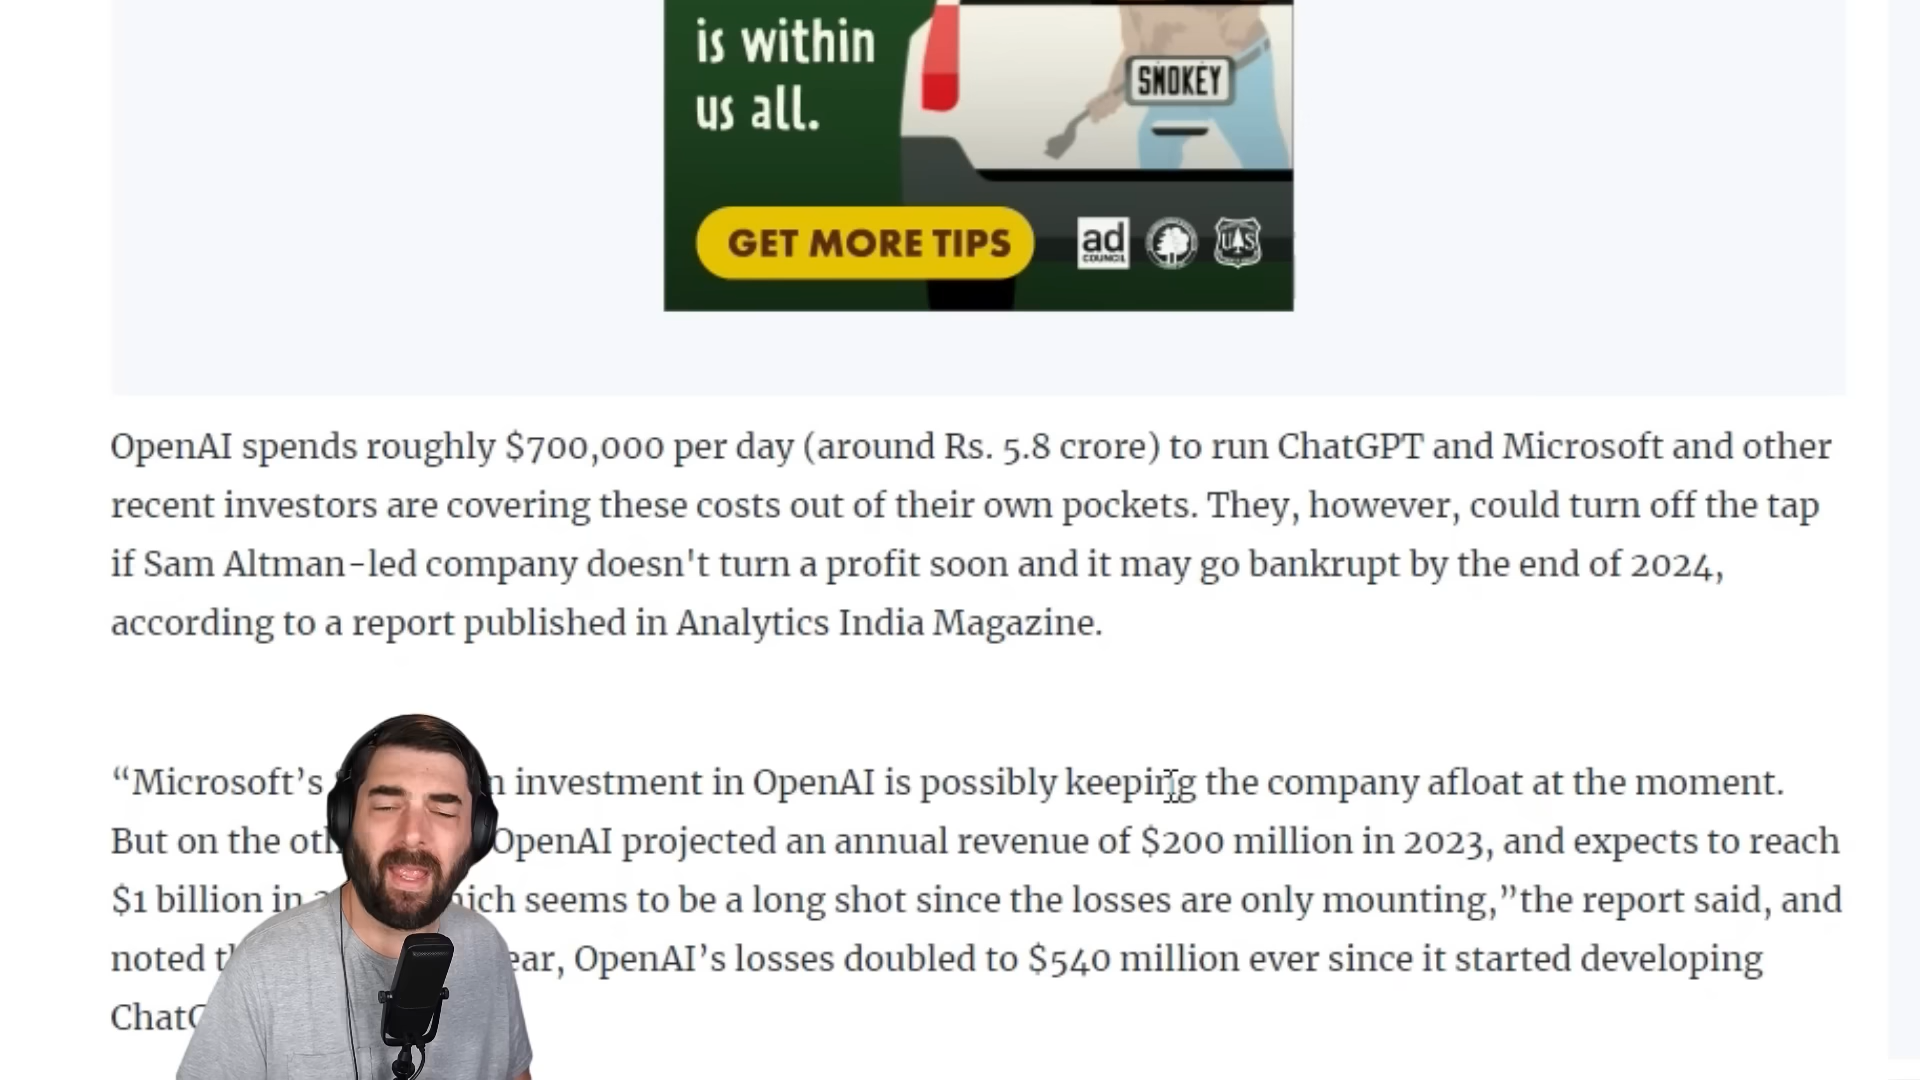 is within
us all.
SMOKEY
GET MORE TIPS
ad
COUNCIL
U S
OpenAI spends roughly $700,000 per day (around Rs. 5.8 crore) to run ChatGPT and Microsoft and other
recent investors are covering these costs out of their own pockets. They, however, could turn off the tap
if Sam Altman-led company doesn't turn a profit soon and it may go bankrupt by the end of 2024,
according to a report published in Analytics India Magazine.
“Microsoft’s investment in OpenAI is possibly keeping the company afloat at the moment.
But on the OpenAI projected an annual revenue of $200 million in 2023, and expects to reach
$1 billion in seems to be a long shot since the losses are only mounting,”the report said, and
noted OpenAI’s losses doubled to $540 million ever since it started developing